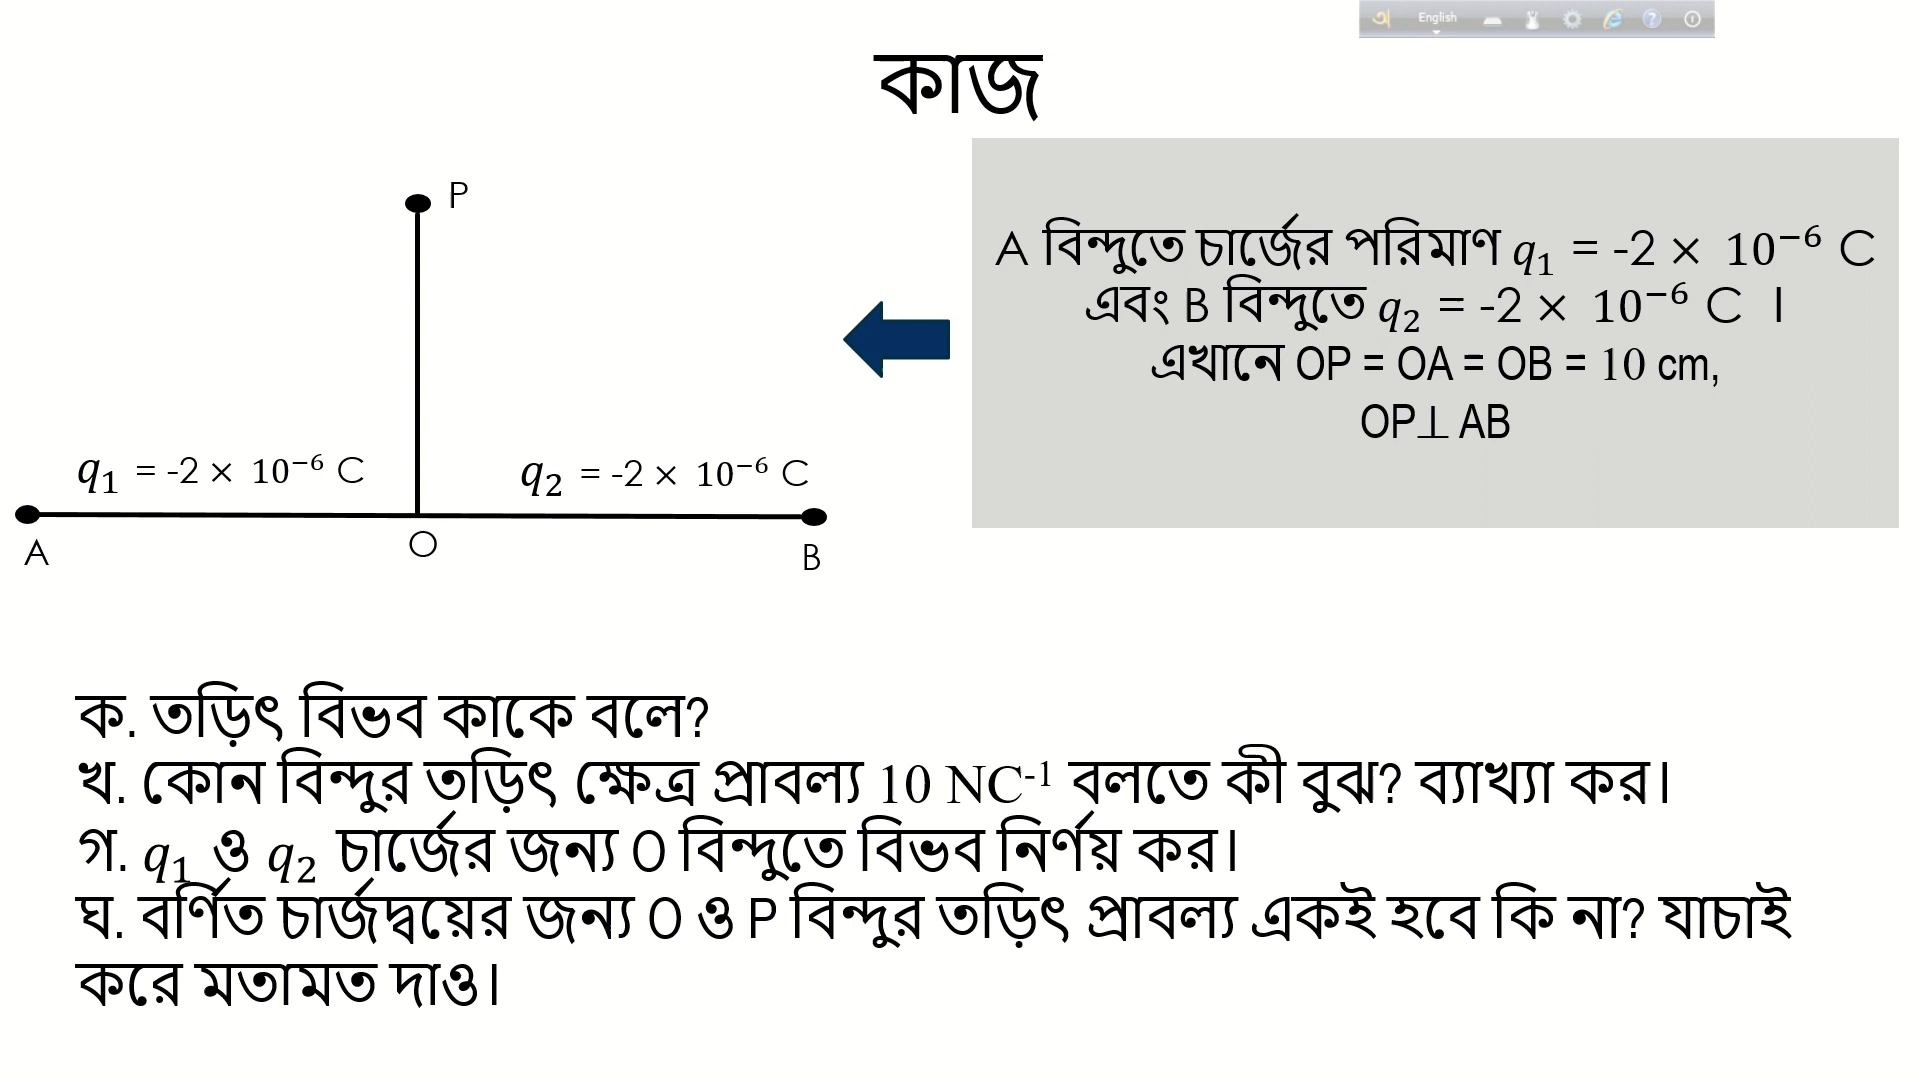 English
কাজ
P
A বিন্দুতে চার্জের পরিমাণ q₁ = -2 × 10⁻⁶ C
এবং B বিন্দুতে q₂ = -2 × 10⁻⁶ C ।
এখানে OP = OA = OB = 10 cm,
OP⊥ AB
q₁ = -2 × 10⁻⁶ C
q₂ = -2 × 10⁻⁶ C
A
O
B
ক. তড়িৎ বিভব কাকে বলে?
খ. কোন বিন্দুর তড়িৎ ক্ষেত্র প্রাবল্য 10 NC⁻¹ বলতে কী বুঝ? ব্যাখ্যা কর।
গ. q₁ ও q₂ চার্জের জন্য O বিন্দুতে বিভব নির্ণয় কর।
ঘ. বর্ণিত চার্জদ্বয়ের জন্য O ও P বিন্দুর তড়িৎ প্রাবল্য একই হবে কি না? যাচাই
করে মতামত দাও।